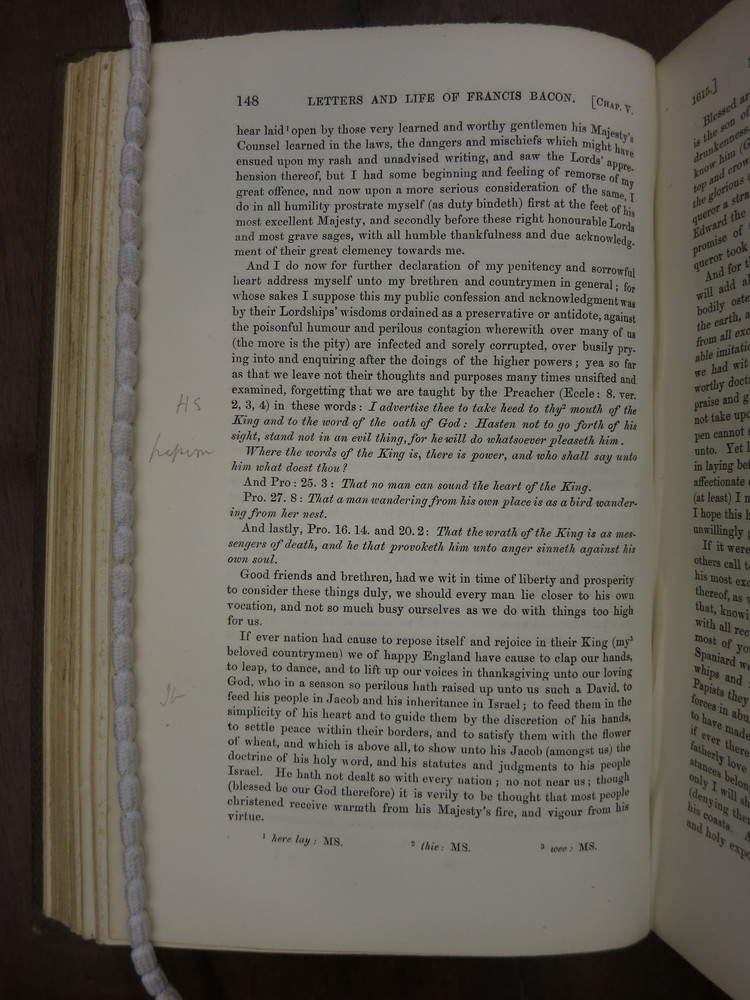 148 LETTERS AND LIFE OF FRANCIS BACON. [CHAP. V.
hear laid¹ open by those very learned and worthy gentlemen his Majesty's
Counsel learned in the laws, the dangers and mischiefs which might have
ensued upon my rash and unadvised writing, and saw the Lords' appre-
hension thereof, but I had some beginning and feeling of remorse of my
great offence, and now upon a more serious consideration of the same, I
do in all humility prostrate myself (as duty bindeth) first at the feet of his
most excellent Majesty, and secondly before these right honourable Lords
and most grave sages, with all humble thankfulness and due acknowledg-
ment of their great clemency towards me.
And I do now for further declaration of my penitency and sorrowful
heart address myself unto my brethren and countrymen in general; for
whose sakes I suppose this my public confession and acknowledgment was
by their Lordships' wisdoms ordained as a preservative or antidote, against
the poisonful humour and perilous contagion wherewith over many of us
(the more is the pity) are infected and sorely corrupted, over busily pry-
ing into and enquiring after the doings of the higher powers; yea so far
as that we leave not their thoughts and purposes many times unsifted and
examined, forgetting that we are taught by the Preacher (Eccle: 8. ver.
2, 3, 4) in these words: I advertise thee to take heed to thy² mouth of the
King and to the word of the oath of God: Hasten not to go forth of his
sight, stand not in an evil thing, for he will do whatsoever pleaseth him.
Where the words of the King is, there is power, and who shall say unto
him what doest thou?
And Pro: 25. 3: That no man can sound the heart of the King.
Pro. 27. 8: That a man wandering from his own place is as a bird wander-
ing from her nest.
And lastly, Pro. 16. 14. and 20. 2: That the wrath of the King is as mes-
sengers of death, and he that provoketh him unto anger sinneth against his
own soul.
Good friends and brethren, had we wit in time of liberty and prosperity
to consider these things duly, we should every man lie closer to his own
vocation, and not so much busy ourselves as we do with things too high
for us.
If ever nation had cause to repose itself and rejoice in their King (my³
beloved countrymen) we of happy England have cause to clap our hands,
to leap, to dance, and to lift up our voices in thanksgiving unto our loving
God, who in a season so perilous hath raised up unto us such a David, to
feed his people in Jacob and his inheritance in Israel; to feed them in the
simplicity of his heart and to guide them by the discretion of his hands,
to settle peace within their borders, and to satisfy them with the flower
of wheat, and which is above all, to show unto his Jacob (amongst us) the
doctrine of his holy word, and his statutes and judgments to his people
Israel. He hath not dealt so with every nation; no not near us; though
(blessed be our God therefore) it is verily to be thought that most people
christened receive warmth from his Majesty's fire, and vigour from his
virtue.
¹ here lay: MS. ² thie: MS. ³ wee: MS.
HS
1615.]
Blessed ar
is the son of
drunkenness.
know him (G
top and crow
the glorious
queror a stra
Edward the
promise of
queror took
And for t
will add al
bodily oste
the earth, a
from all exc
able imitati
we had wit
worthy doct
praise and g
not take upo
pen cannot s
unto. Yet I
in laying bef
affectionate
(at least) I n
I hope this h
unwillingly
If it were
others call t
his most exc
thereof, as v
that, knowi
with all rec
most of yo
Spaniard we
whips and
Papists they
forces in abu
to have made
if ever there
fatherly love
stances belon
only I will sh
(denying ther
his coasts.
and holy expe